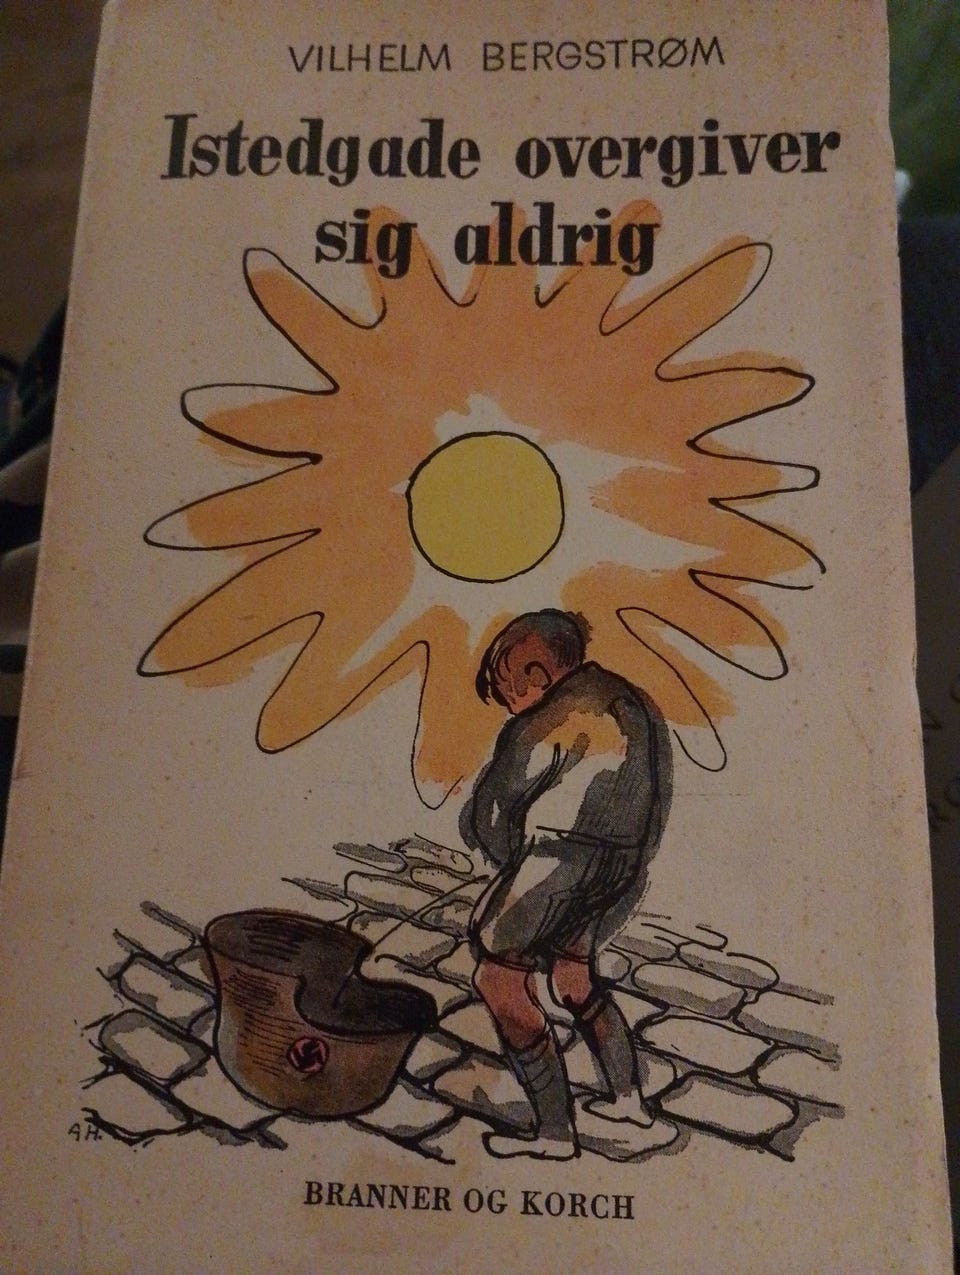 VILHELM BERGSTRØM
Istedgade overgiver
sig aldrig
AH.
BRANNER OG KORCH